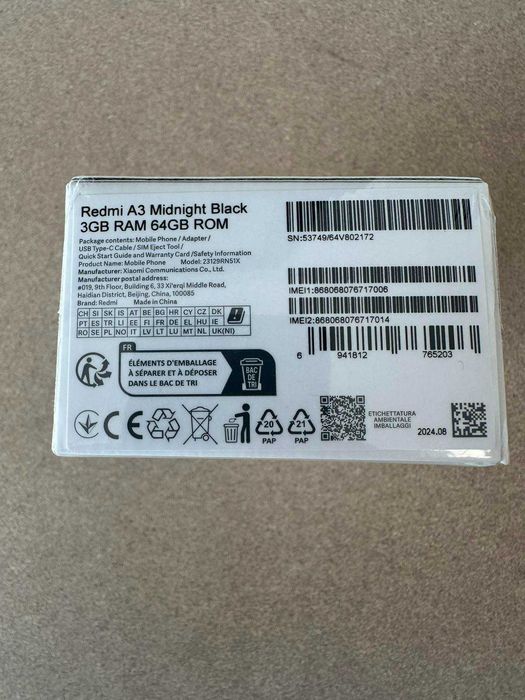 Redmi A3 Midnight Black
3GB RAM 64GB ROM
Package contents: Mobile Phone / Adapter /
USB Type-C Cable / SIM Eject Tool /
Quick Start Guide and Warranty Card /Safety Information
Product Name: Mobile Phone Model: 23129RN51X
Manufacturer: Xiaomi Communications Co., Ltd.
Manufacturer postal address:
#019, 9th Floor, Building 6, 33 Xi'erqi Middle Road,
Haidian District, Beijing, China, 100085
Brand: Redmi Made in China
CH SI SK IS AT BE BG HR CY CZ DK
PT ES TR LI EE FI FR DE EL HU IE
RO SE PL NO IT LV LT LU MT NL UK(NI)
SN:53749/64V802172
IMEI1:868068076717006
IMEI2:868068076717014
6 941812 765203
FR
ÉLÉMENTS D'EMBALLAGE
À SÉPARER ET À DÉPOSER
DANS LE BAC DE TRI
BAC
DE
TRI
CE
20
PAP
21
PAP
ETICHETTATURA
AMBIENTALE
IMBALLAGGI
2024.08